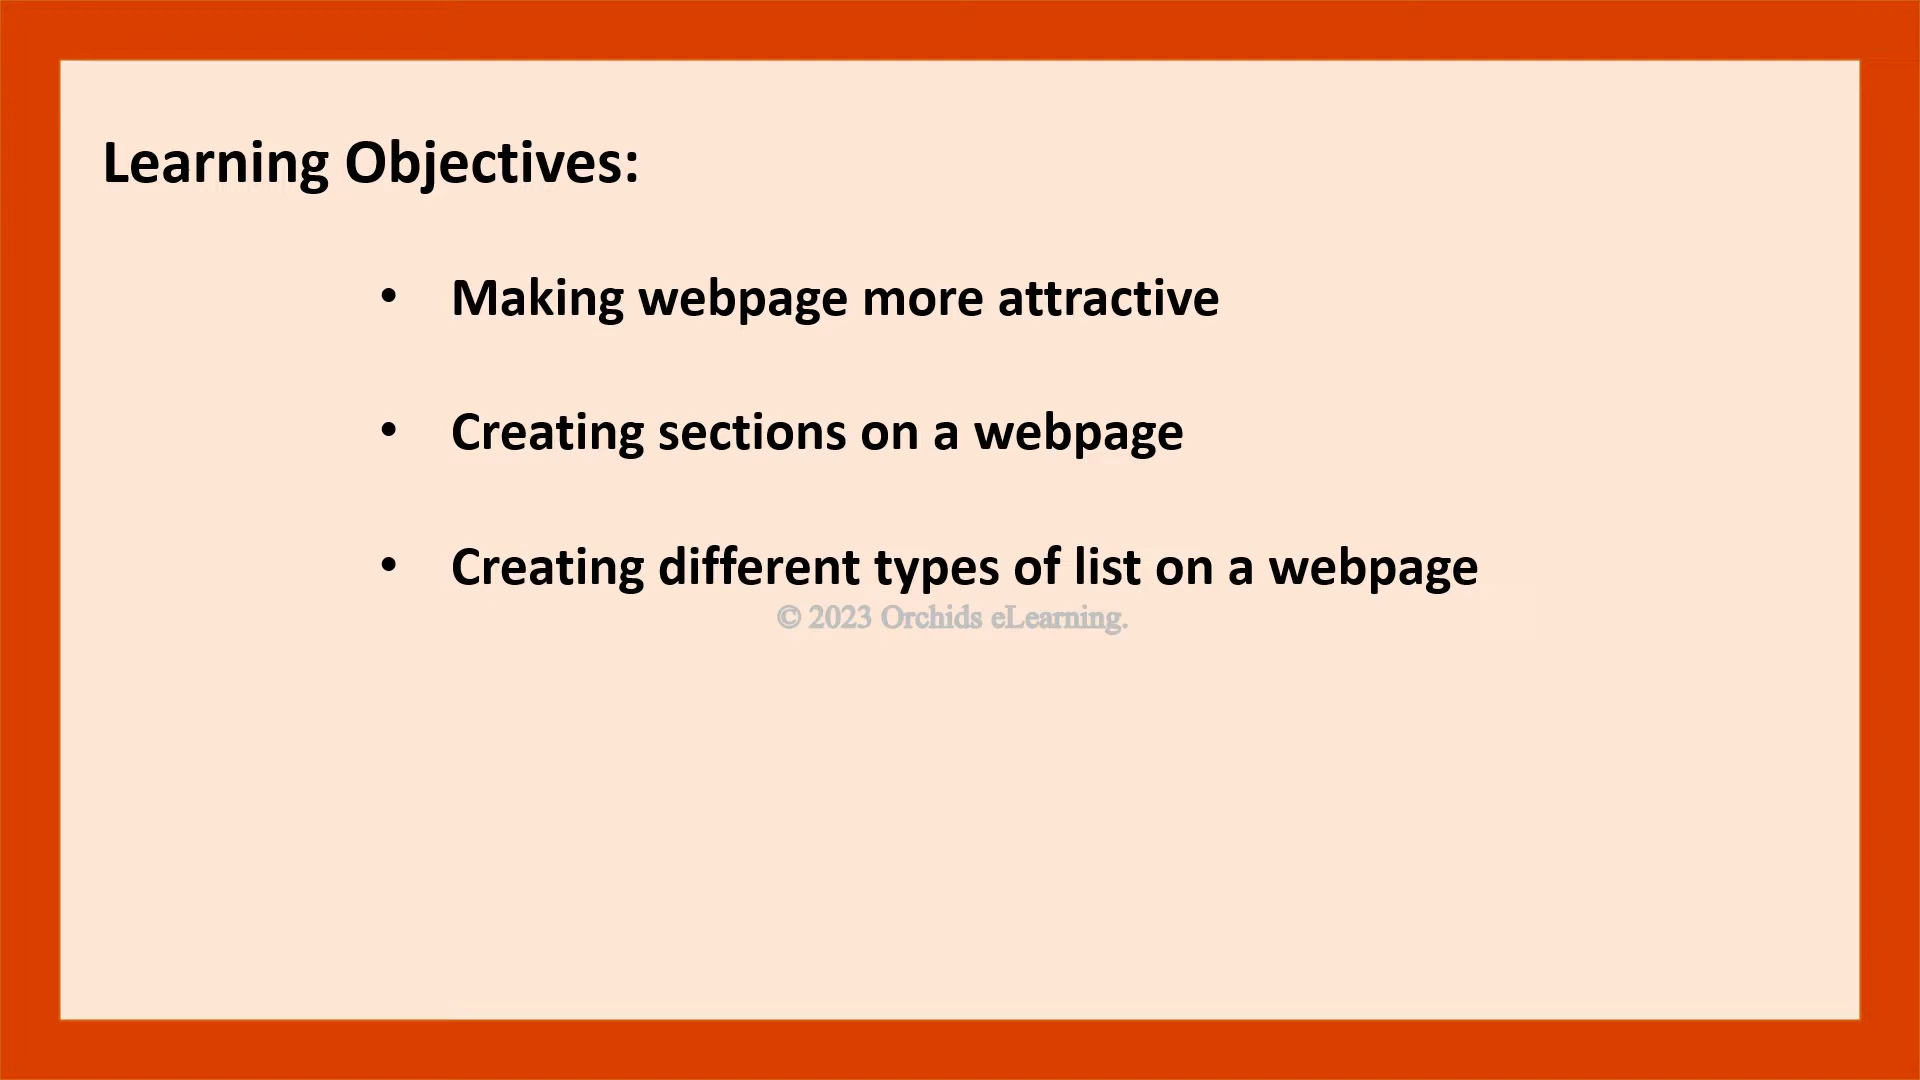 Learning Objectives:
• Making webpage more attractive
• Creating sections on a webpage
• Creating different types of list on a webpage
© 2023 Orchids eLearning.